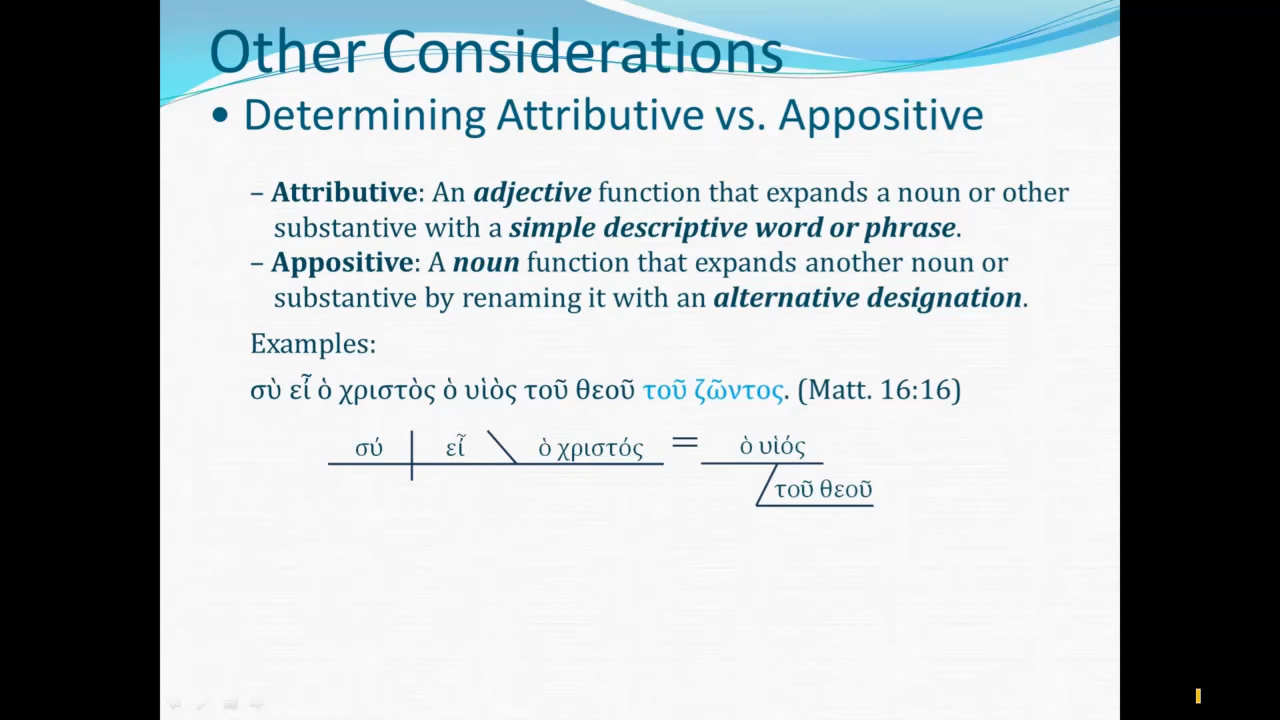 Other Considerations
• Determining Attributive vs. Appositive
– Attributive: An adjective function that expands a noun or other
substantive with a simple descriptive word or phrase.
– Appositive: A noun function that expands another noun or
substantive by renaming it with an alternative designation.
Examples:
σὺ εἶ ὁ χριστὸς ὁ υἱὸς τοῦ θεοῦ τοῦ ζῶντος. (Matt. 16:16)
σύ εἶ ὁ χριστός = ὁ υἱός
τοῦ θεοῦ